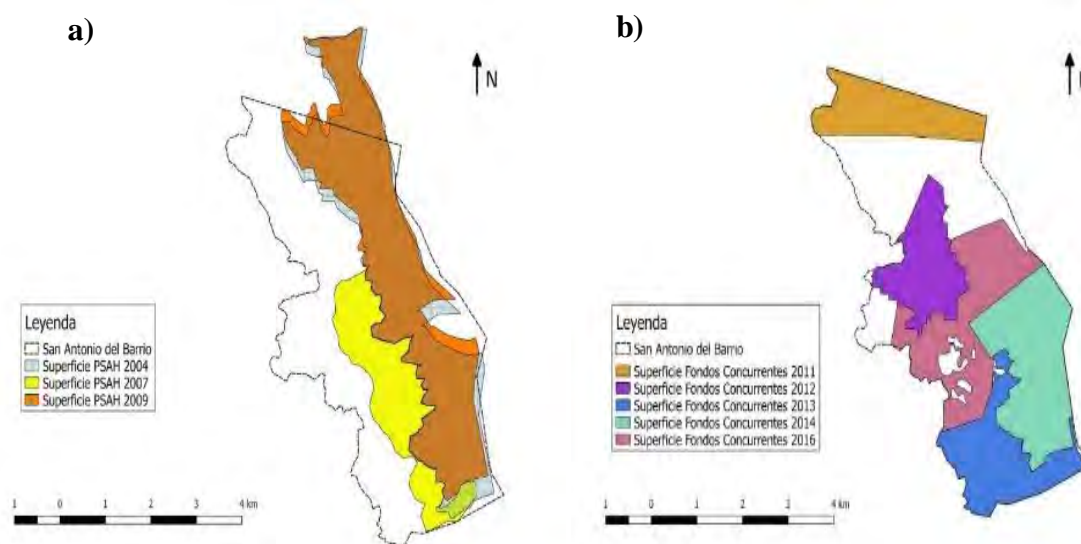 a)
N
Leyenda
San Antonio del Barrio
Superficie PSAH 2004
Superficie PSAH 2007
Superficie PSAH 2009
1 0 1 2 3 4 km
b)
Leyenda
San Antonio del Barrio
Superficie Fondos Concurrentes 2011
Superficie Fondos Concurrentes 2012
Superficie Fondos Concurrentes 2013
Superficie Fondos Concurrentes 2014
Superficie Fondos Concurrentes 2016
1 0 1 2 3 4 km